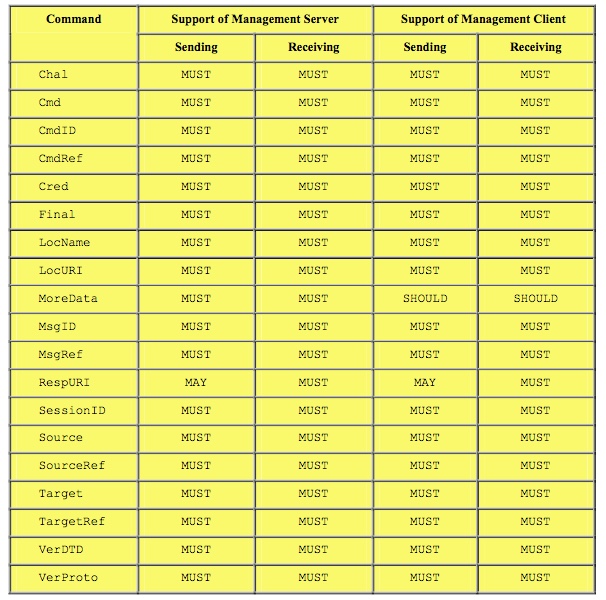 Command Support of Management Server Support of Management Client
Sending Receiving Sending Receiving
Chal MUST MUST MUST MUST
Cmd MUST MUST MUST MUST
CmdID MUST MUST MUST MUST
CmdRef MUST MUST MUST MUST
Cred MUST MUST MUST MUST
Final MUST MUST MUST MUST
LocName MUST MUST MUST MUST
LocURI MUST MUST MUST MUST
MoreData MUST MUST SHOULD SHOULD
MsgID MUST MUST MUST MUST
MsgRef MUST MUST MUST MUST
RespURI MAY MUST MAY MUST
SessionID MUST MUST MUST MUST
Source MUST MUST MUST MUST
SourceRef MUST MUST MUST MUST
Target MUST MUST MUST MUST
TargetRef MUST MUST MUST MUST
VerDTD MUST MUST MUST MUST
VerProto MUST MUST MUST MUST